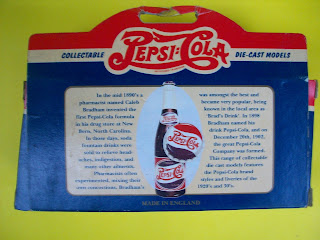 PEPSI-COLA
COLLECTABLE
DIE-CAST MODELS
In the mid 1890's a
pharmacist named Caleb
Bradham invented the
first Pepsi-Cola formula
in his drug store at New
Bern, North Carolina.
In those days, soda
fountain drinks were
sold to relieve head-
aches, indigestion, and
many other ailments.
Pharmacists often
experimented, mixing their
own concoctions. Bradham's
was amongst the best and
became very popular, being
known in the local area as
'Brad's Drink'. In 1898
Bradham named his
drink Pepsi-Cola, and on
December 20th, 1902,
the great Pepsi-Cola
Company was formed.
This range of collectable
die cast models features
the Pepsi-Cola brand
styles and liveries of the
1920's and 30's.
PEPSI-COLA
MADE IN ENGLAND